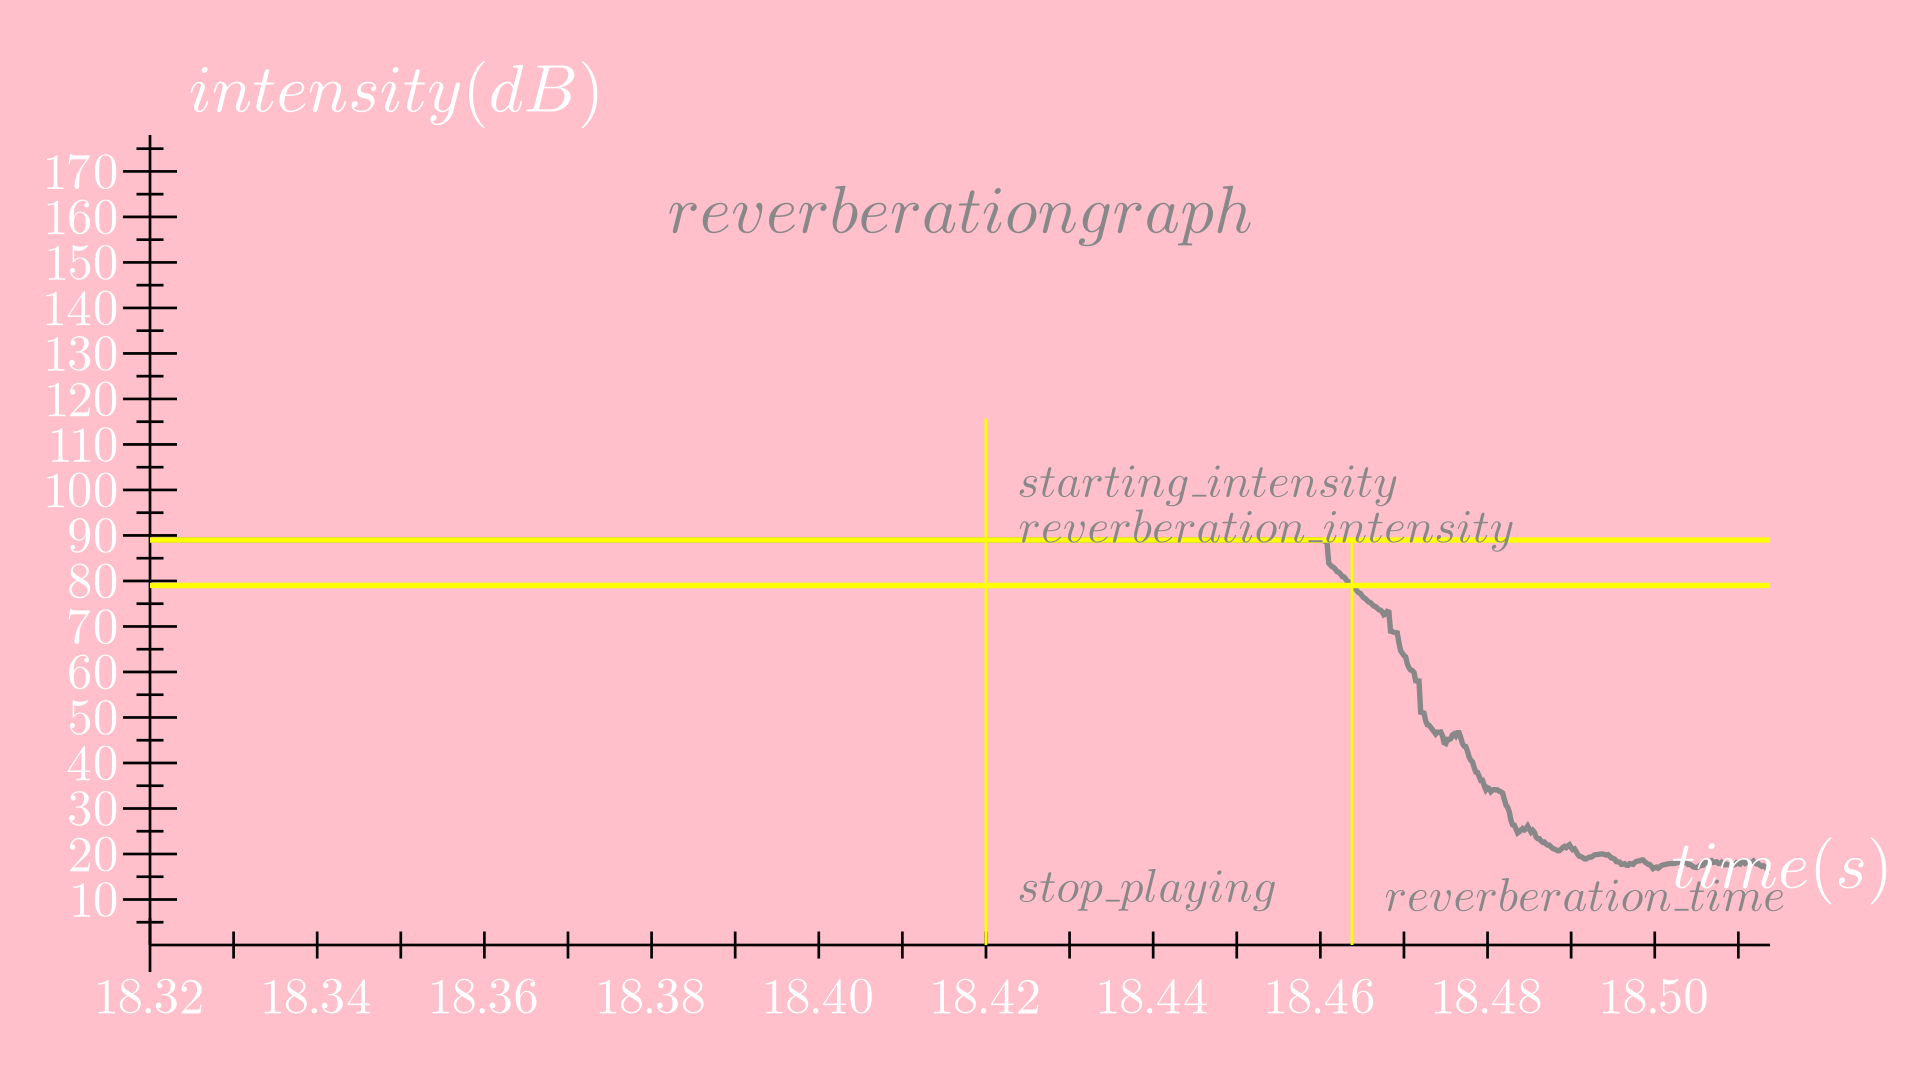 intensity(dB)
reverberationgraph
170
160
150
140
130
120
110
100
90
80
70
60
50
40
30
20
10
starting_intensity
reverberation_intensity
stop_playing
time(s)
reverberation_time
18.32 18.34 18.36 18.38 18.40 18.42 18.44 18.46 18.48 18.50